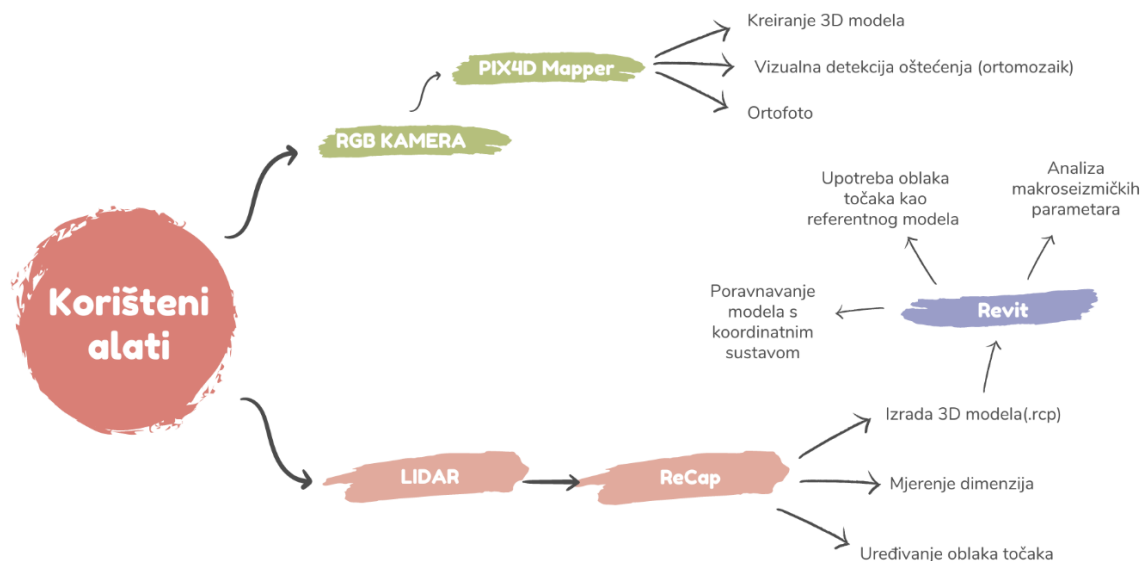 Kreiranje 3D modela
PIX4D Mapper
Vizualna detekcija oštećenja (ortomozaik)
Ortofoto
RGB KAMERA
Upotreba oblaka
točaka kao
referentnog modela
Analiza
makroseizmičkih
parametara
Korišteni
alati
Poravnavanje
modela s
koordinatnim
sustavom
Revit
Izrada 3D modela(.rcp)
LIDAR
ReCap
Mjerenje dimenzija
Uređivanje oblaka točaka